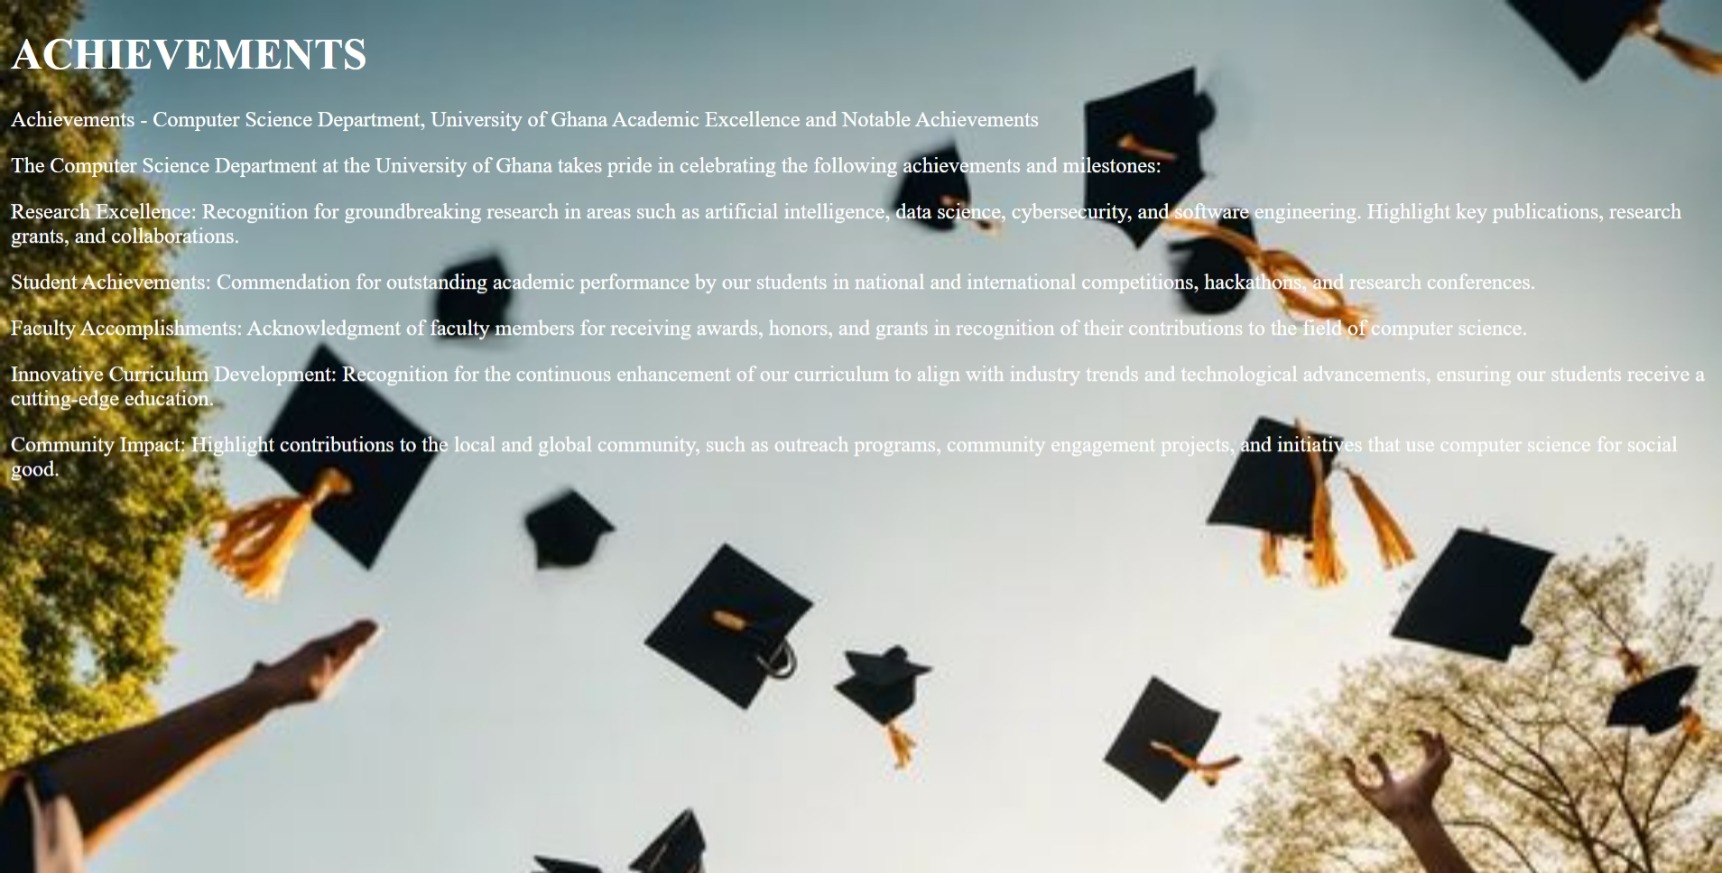 ACHIEVEMENTS
Achievements - Computer Science Department, University of Ghana Academic Excellence and Notable Achievements
The Computer Science Department at the University of Ghana takes pride in celebrating the following achievements and milestones:
Research Excellence: Recognition for groundbreaking research in areas such as artificial intelligence, data science, cybersecurity, and software engineering. Highlight key publications, research
grants, and collaborations.
Student Achievements: Commendation for outstanding academic performance by our students in national and international competitions, hackathons, and research conferences.
Faculty Accomplishments: Acknowledgment of faculty members for receiving awards, honors, and grants in recognition of their contributions to the field of computer science.
Innovative Curriculum Development: Recognition for the continuous enhancement of our curriculum to align with industry trends and technological advancements, ensuring our students receive a
cutting-edge education.
Community Impact: Highlight contributions to the local and global community, such as outreach programs, community engagement projects, and initiatives that use computer science for social
good.